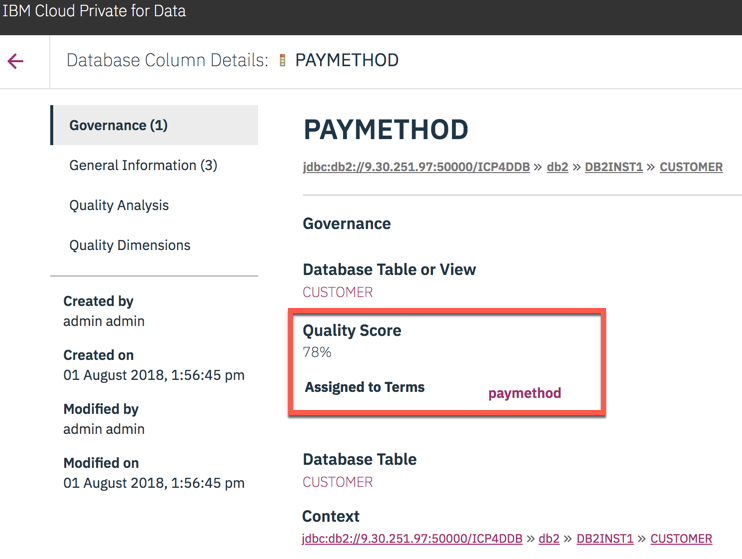 IBM Cloud Private for Data
Database Column Details: PAYMETHOD
Governance (1)
General Information (3)
Quality Analysis
Quality Dimensions
Created by
admin admin
Created on
01 August 2018, 1:56:45 pm
Modified by
admin admin
Modified on
01 August 2018, 1:56:45 pm
PAYMETHOD
jdbc:db2://9.30.251.97:50000/ICP4DDB » db2 » DB2INST1 » CUSTOMER
Governance
Database Table or View
CUSTOMER
Quality Score
78%
Assigned to Terms paymethod
Database Table
CUSTOMER
Context
jdbc:db2://9.30.251.97:50000/ICP4DDB » db2 » DB2INST1 » CUSTOMER